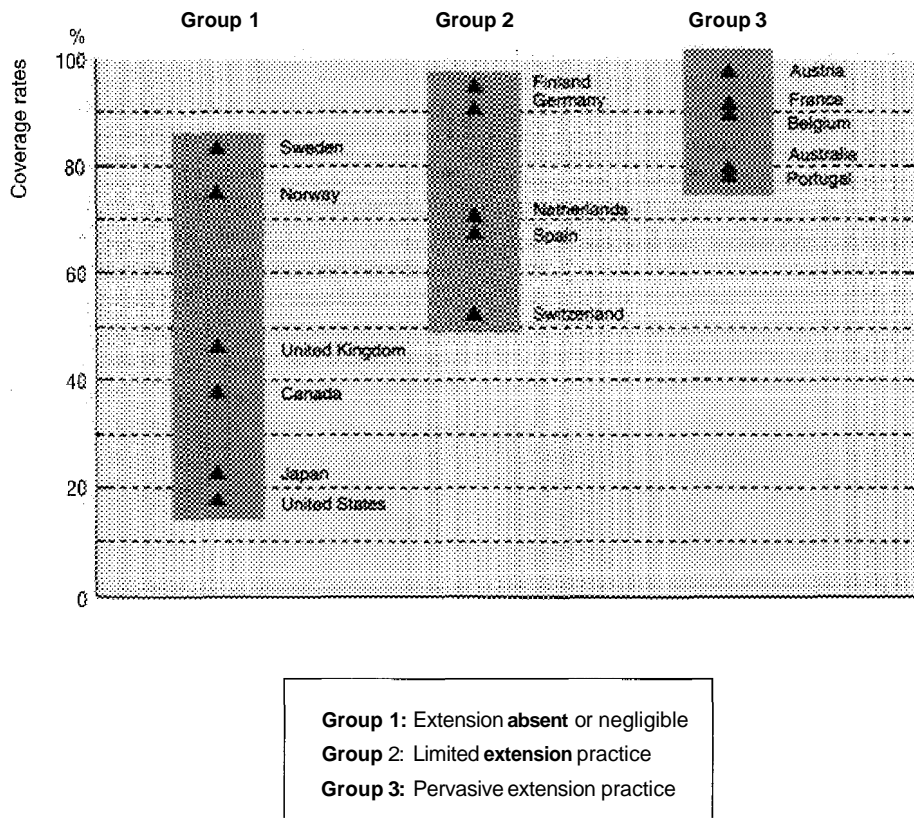 Group 1 Group 2 Group 3
%
Coverage rates
100
80
60
40
20
0
Sweden
Norway
United Kingdom
Canada
Japan
United States
Finland
Germany
Netherlands
Spain
Switzerland
Austria
France
Belgium
Australia
Portugal
Group 1: Extension absent or negligible
Group 2: Limited extension practice
Group 3: Pervasive extension practice